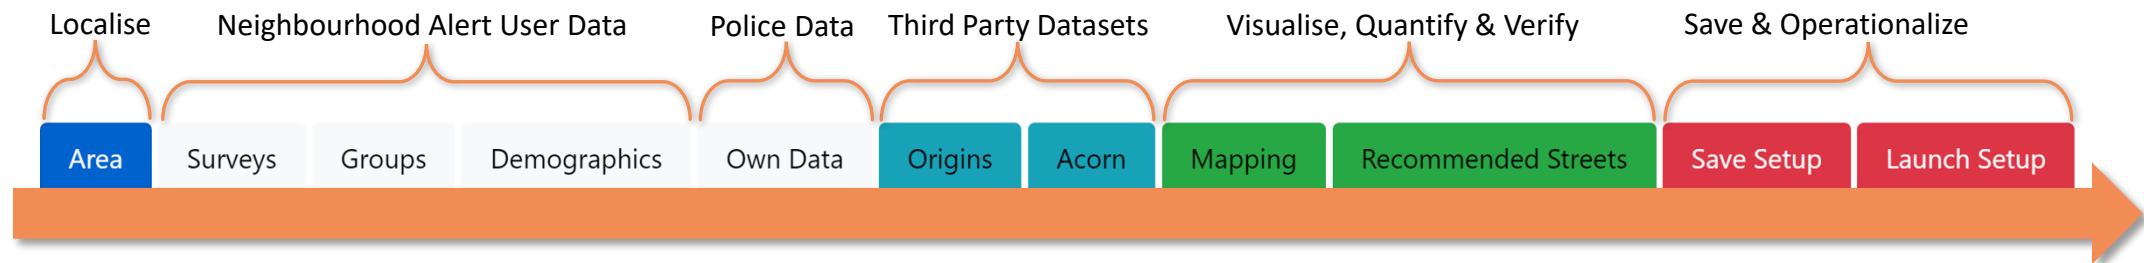 Localise
Neighbourhood Alert User Data
Police Data
Third Party Datasets
Visualise, Quantify & Verify
Save & Operationalize
Area
Surveys
Groups
Demographics
Own Data
Origins
Acorn
Mapping
Recommended Streets
Save Setup
Launch Setup